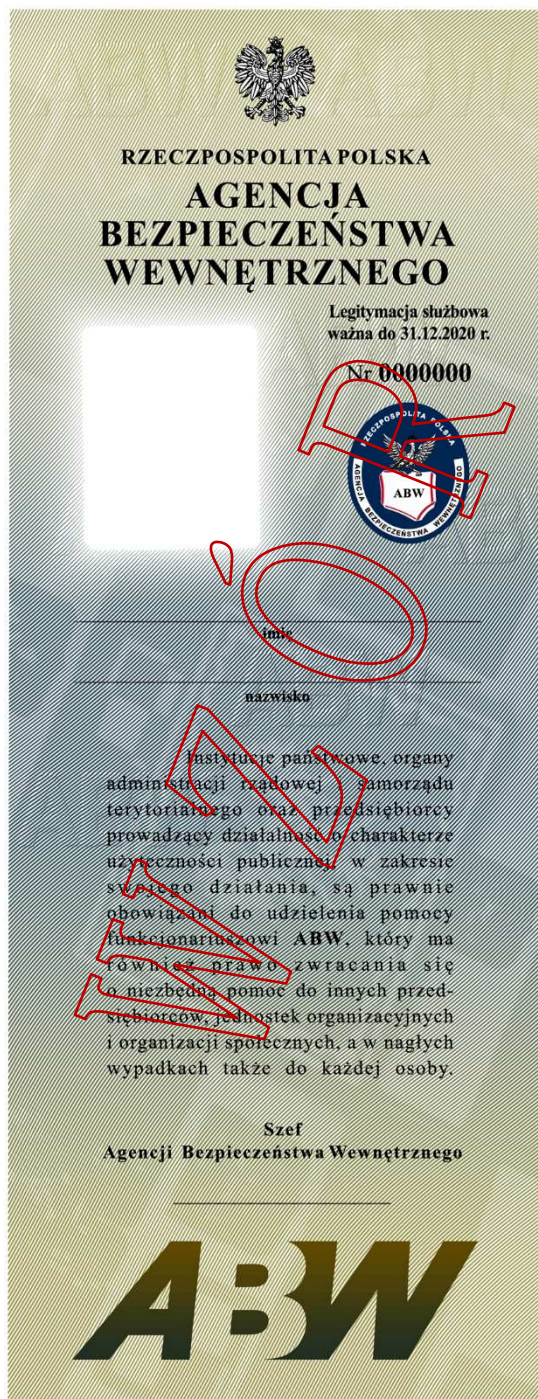 RZECZPOSPOLITA POLSKA
AGENCJA
BEZPIECZEŃSTWA
WEWNĘTRZNEGO
Legitymacja służbowa
ważna do 31.12.2020 r.
Nr 0000000
RZECZPOSPOLITA POLSKA
ABW
AGENCJA BEZPIECZEŃSTWA WEWNĘTRZNEGO
imię
nazwisko
Instytucje państwowe, organy
administracji rządowej i samorządu
terytorialnego oraz przedsiębiorcy
prowadzący działalność o charakterze
użyteczności publicznej, w zakresie
swojego działania, są prawnie
obowiązani do udzielenia pomocy
funkcjonariuszowi ABW, który ma
również prawo zwracania się
o niezbędną pomoc do innych przed-
siębiorców, jednostek organizacyjnych
i organizacji społecznych, a w nagłych
wypadkach także do każdej osoby.
WZÓR
Szef
Agencji Bezpieczeństwa Wewnętrznego
ABW